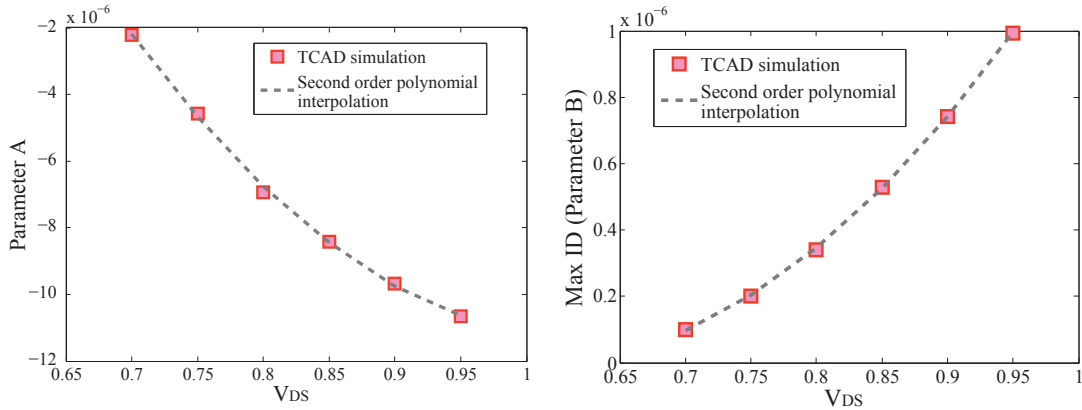 x 10⁻⁶
−2
−4
−6
−8
−10
−12
Parameter A
TCAD simulation
Second order polynomial
interpolation
0.65
0.7
0.75
0.8
0.85
0.9
0.95
1
VDS
x 10⁻⁶
1
0.8
0.6
0.4
0.2
0
Max ID (Parameter B)
TCAD simulation
Second order polynomial
interpolation
0.65
0.7
0.75
0.8
0.85
0.9
0.95
1
VDS